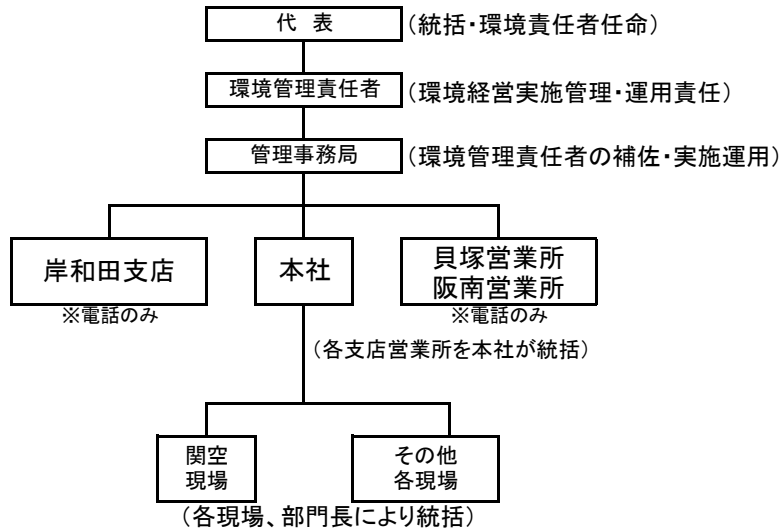 代 表
(統括・環境責任者任命)
環境管理責任者
(環境経営実施管理・運用責任)
管理事務局
(環境管理責任者の補佐・実施運用)
岸和田支店
※電話のみ
本社
貝塚営業所
阪南営業所
※電話のみ
(各支店営業所を本社が統括)
関空
現場
その他
各現場
(各現場、部門長により統括)